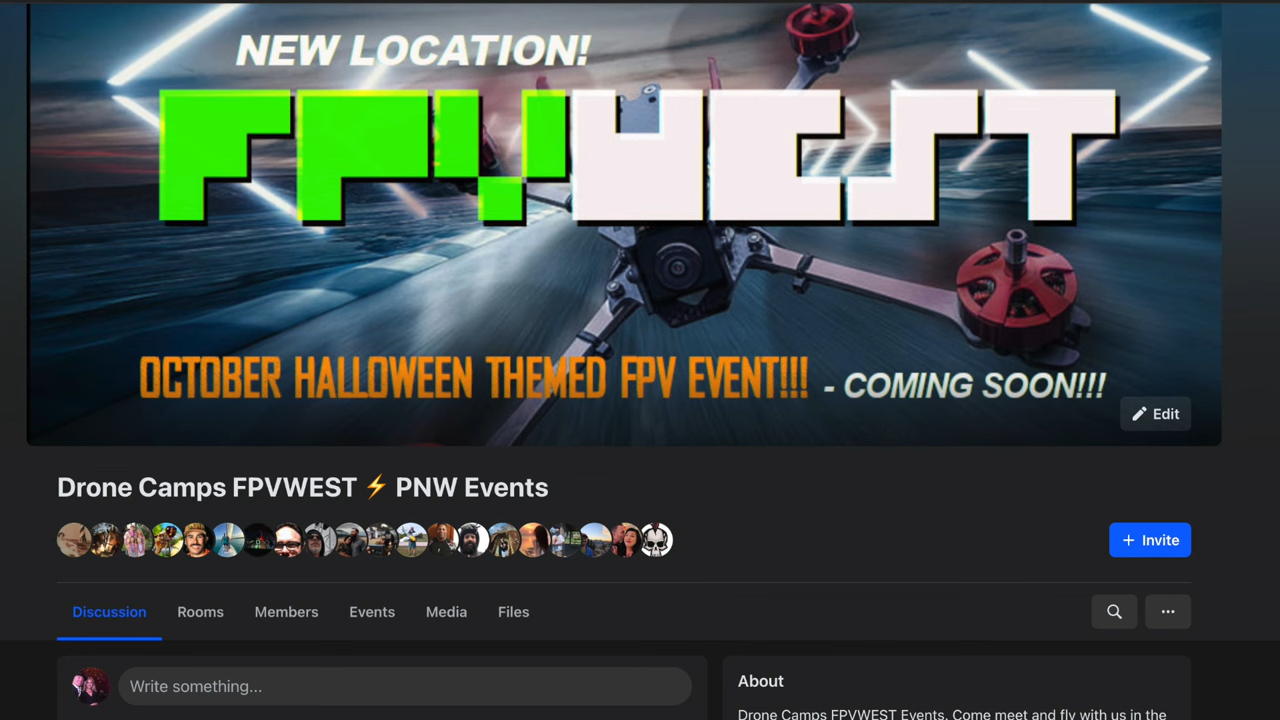 NEW LOCATION!
FPVWEST
OCTOBER HALLOWEEN THEMED FPV EVENT!!! - COMING SOON!!!
Edit
Drone Camps FPVWEST ⚡ PNW Events
+ Invite
Discussion Rooms Members Events Media Files
Write something...
About
Drone Camps FPVWEST Events. Come meet and fly with us in the